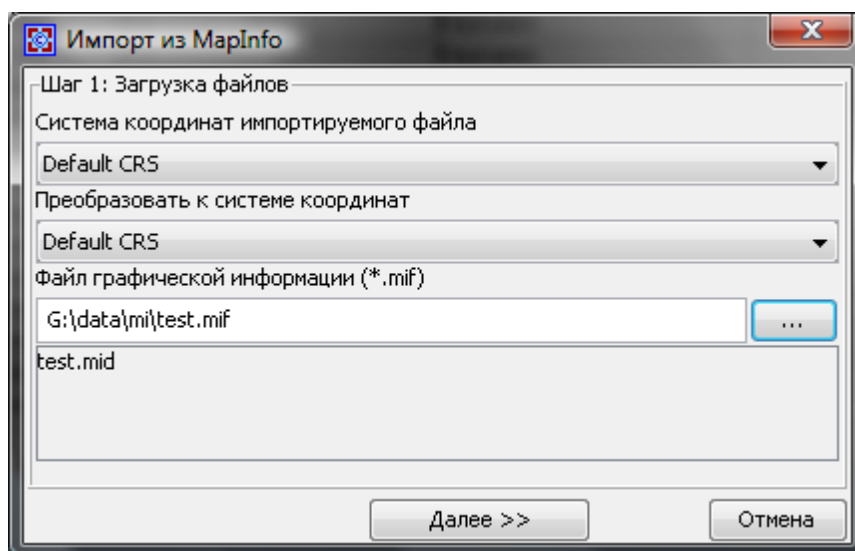 Импорт из MapInfo
Шаг 1: Загрузка файлов
Система координат импортируемого файла
Default CRS
Преобразовать к системе координат
Default CRS
Файл графической информации (*.mif)
G:\data\mi\test.mif
...
test.mid
Далее >>
Отмена